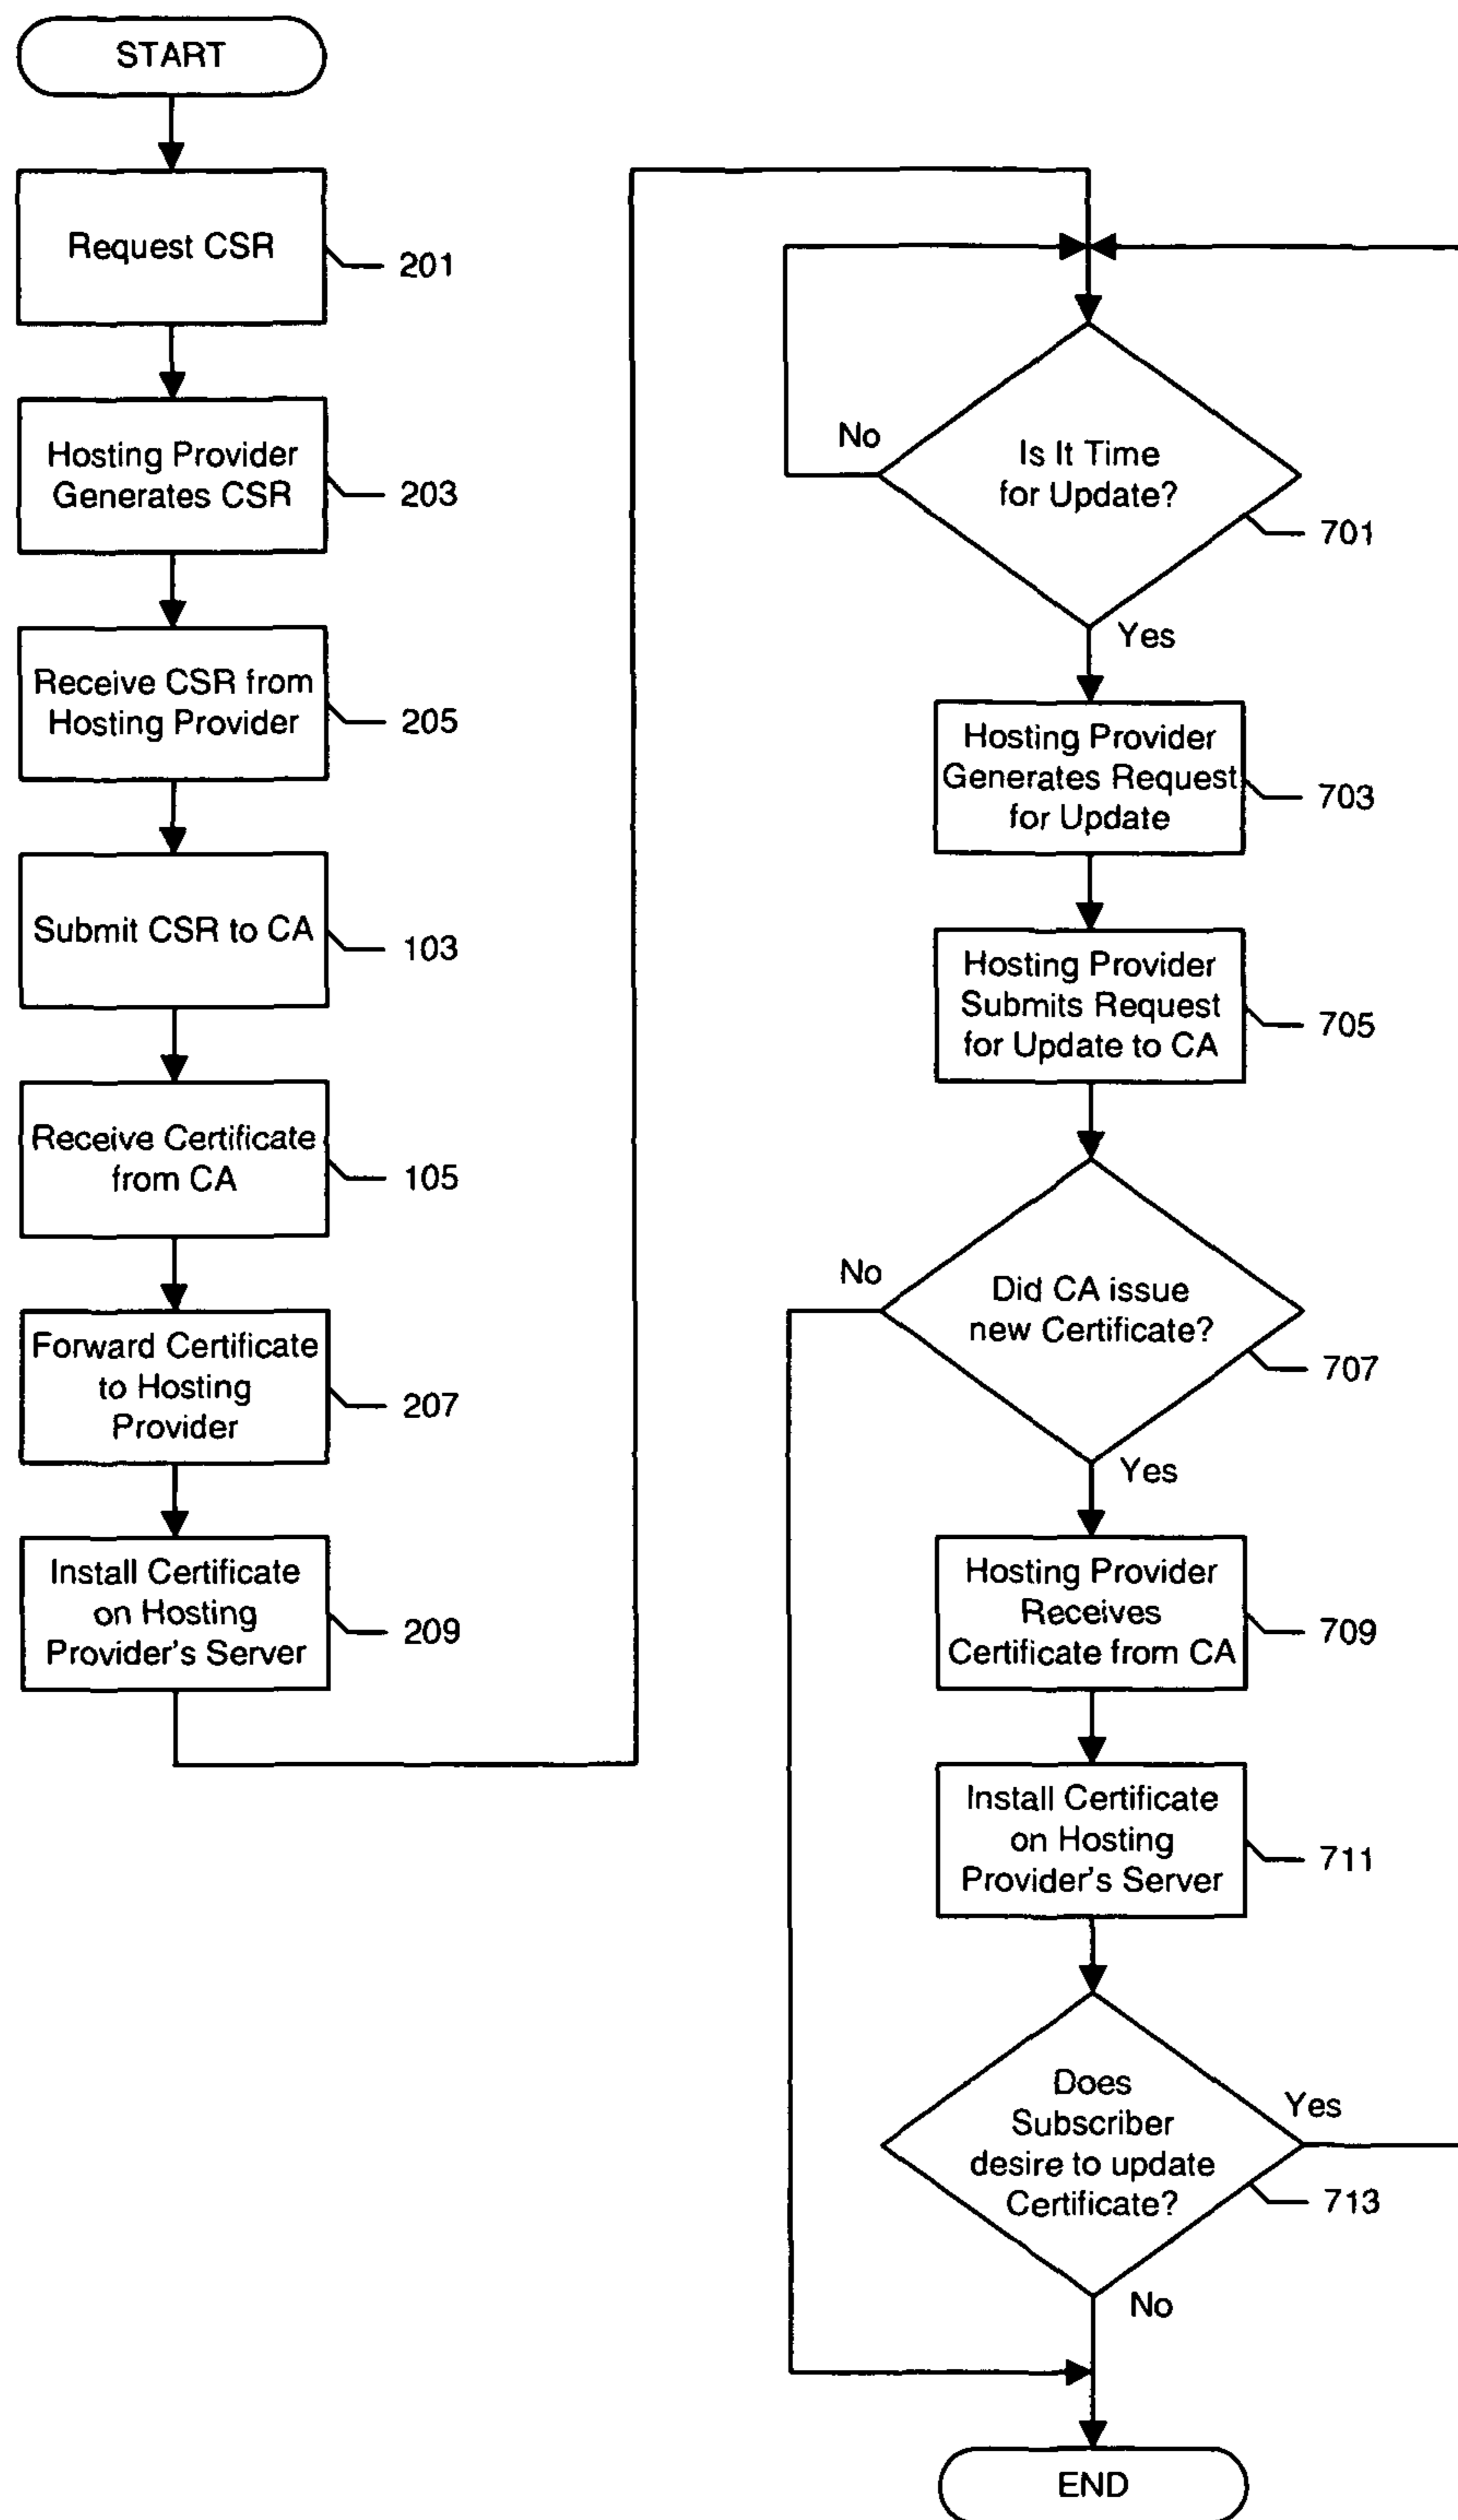 START
Request CSR
201
Hosting Provider
Generates CSR
203
Receive CSR from
Hosting Provider
205
Submit CSR to CA
103
Receive Certificate
from CA
105
Forward Certificate
to Hosting
Provider
207
Install Certificate
on Hosting
Provider's Server
209
Is It Time
for Update?
No
701
Yes
Hosting Provider
Generates Request
for Update
703
Hosting Provider
Submits Request
for Update to CA
705
Did CA issue
new Certificate?
No
707
Yes
Hosting Provider
Receives
Certificate from CA
709
Install Certificate
on Hosting
Provider's Server
711
Does
Subscriber
desire to update
Certificate?
Yes
713
No
END